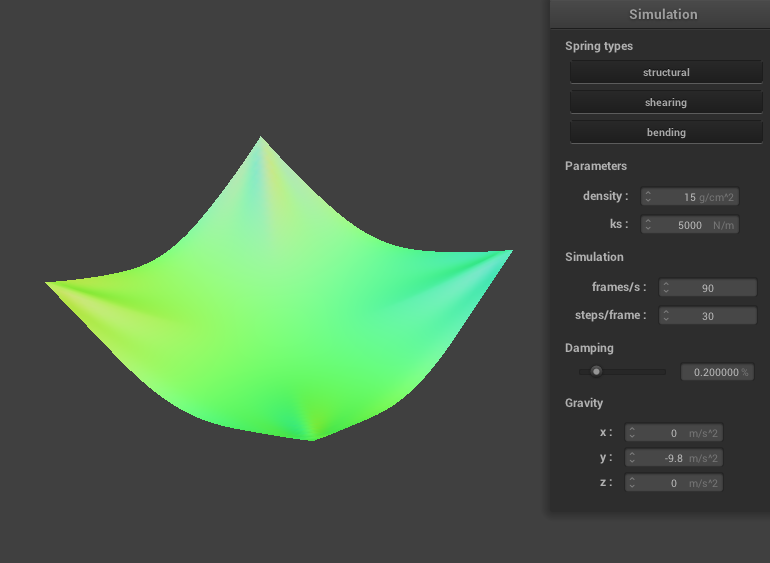 Simulation
Spring types
structural
shearing
bending
Parameters
density : 15 g/cm^2
ks : 5000 N/m
Simulation
frames/s : 90
steps/frame : 30
Damping
0.200000 %
Gravity
x : 0 m/s^2
y : -9.8 m/s^2
z : 0 m/s^2